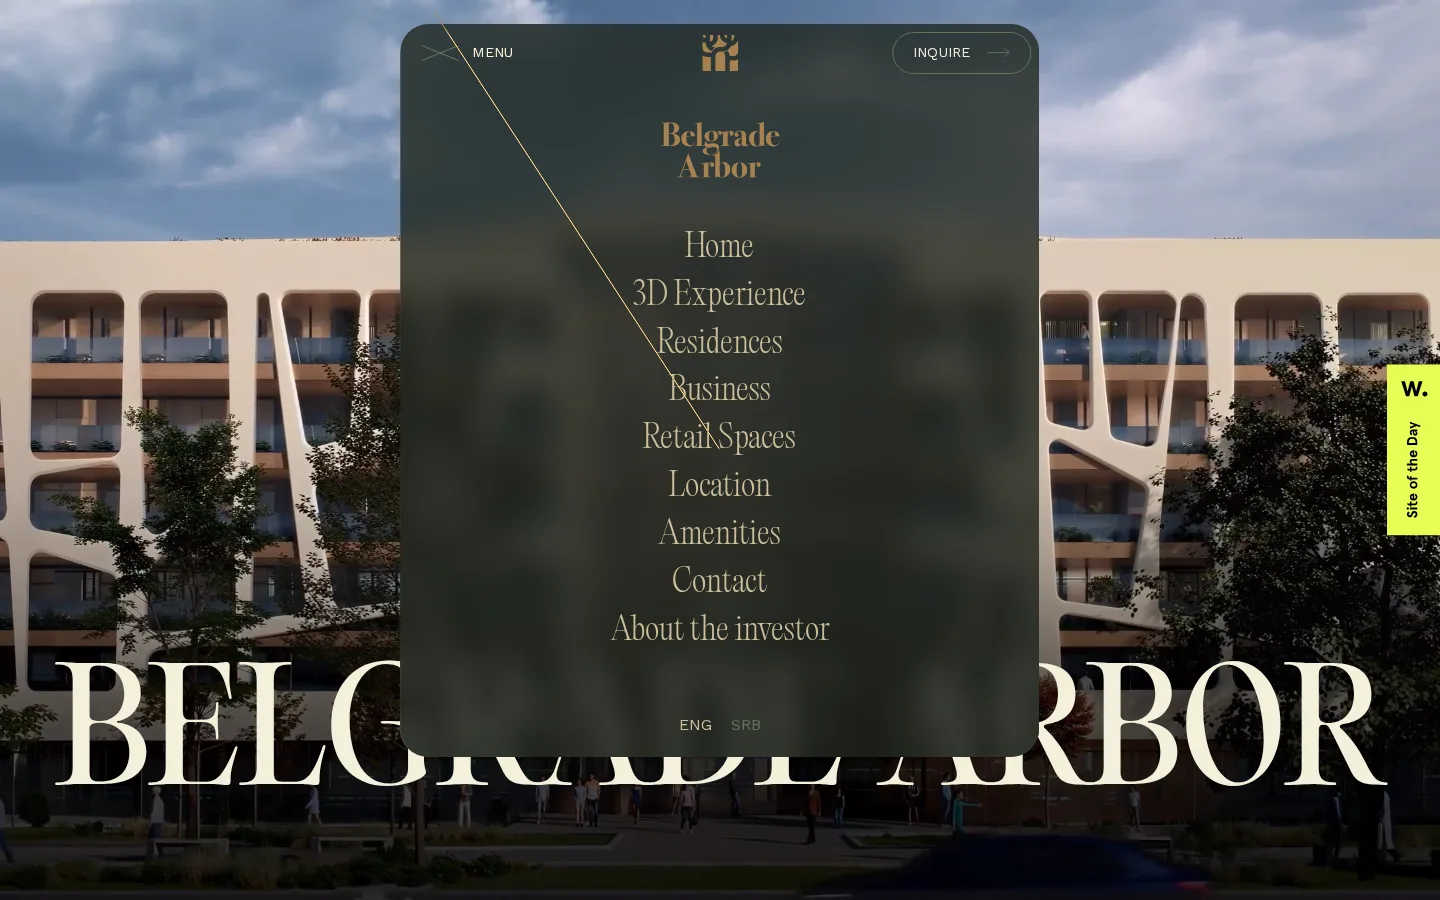 MENU
INQUIRE
Belgrade
Arbor
Home
3D Experience
Residences
Business
Retail Spaces
Location
Amenities
Contact
About the investor
ENG SRB
BELGRADE ARBOR
W.
Site of the Day